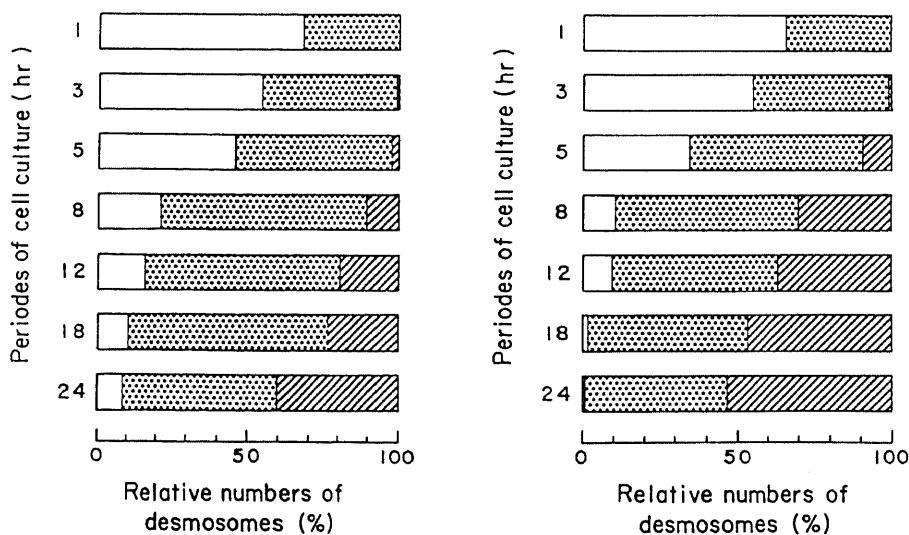 Periodes of cell culture (hr)
1
3
5
8
12
18
24
0 50 100
Relative numbers of
desmosomes (%)
Periodes of cell culture (hr)
1
3
5
8
12
18
24
0 50 100
Relative numbers of
desmosomes (%)